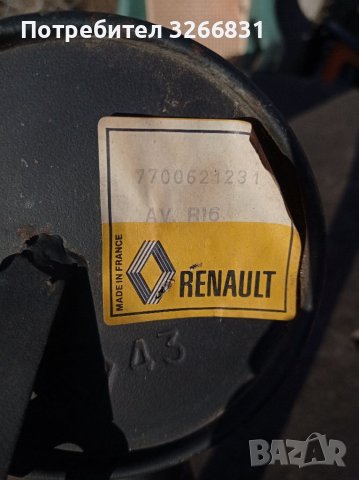 Потребител 3266831
7700621231
AV. R16
MADE IN FRANCE
RENAULT
43
BAZAR